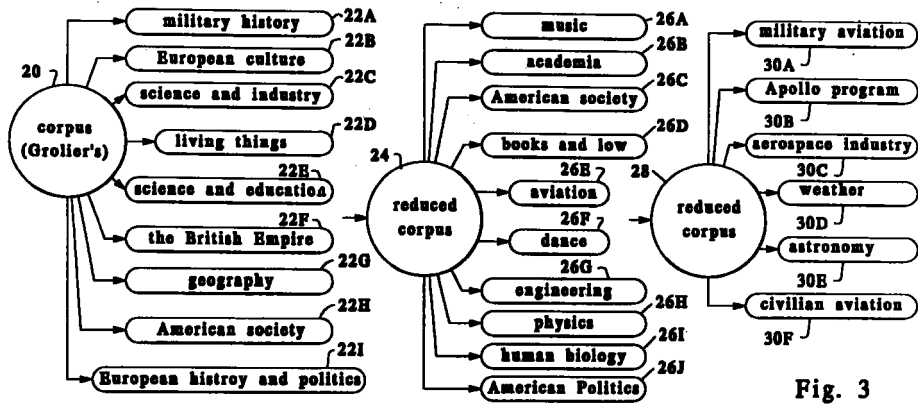 20
corpus
(Grolier's)
military history
22A
European culture
22B
science and industry
22C
living things
22D
science and education
22E
the British Empire
22F
geography
22G
American society
22H
European histroy and politics
22I
24
reduced
corpus
music
26A
academia
26B
American society
26C
books and low
26D
aviation
26E
dance
26F
engineering
26G
physics
26H
human biology
26I
American Politics
26J
28
reduced
corpus
military aviation
30A
Apollo program
30B
aerospace industry
30C
weather
30D
astronomy
30E
civilian aviation
30F
Fig. 3